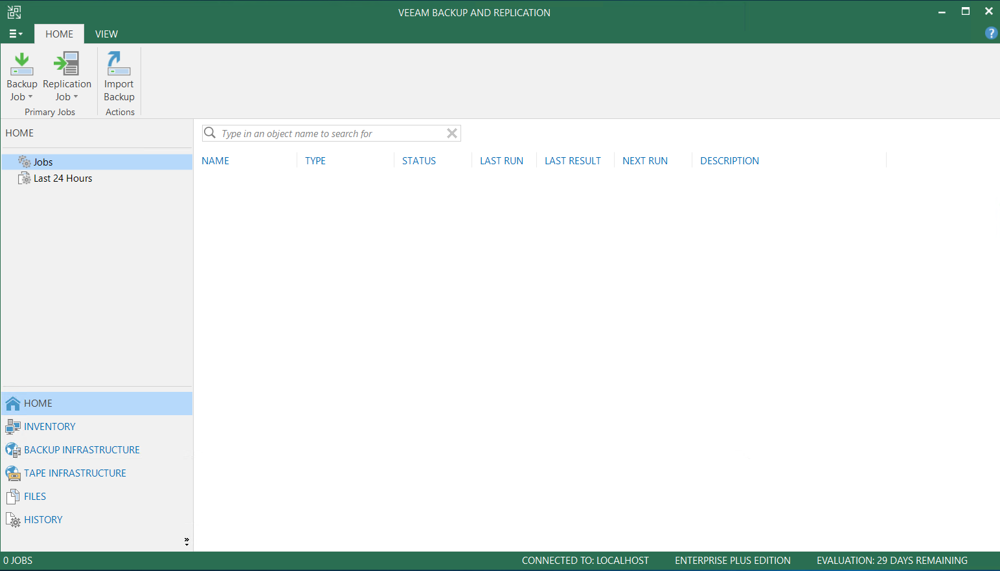 VEEAM BACKUP AND REPLICATION
HOME VIEW
?
Backup Job
Replication Job
Import Backup
Primary Jobs
Actions
HOME
Jobs
Last 24 Hours
Type in an object name to search for
NAME TYPE STATUS LAST RUN LAST RESULT NEXT RUN DESCRIPTION
HOME
INVENTORY
BACKUP INFRASTRUCTURE
TAPE INFRASTRUCTURE
FILES
HISTORY
0 JOBS CONNECTED TO: LOCALHOST ENTERPRISE PLUS EDITION EVALUATION: 29 DAYS REMAINING